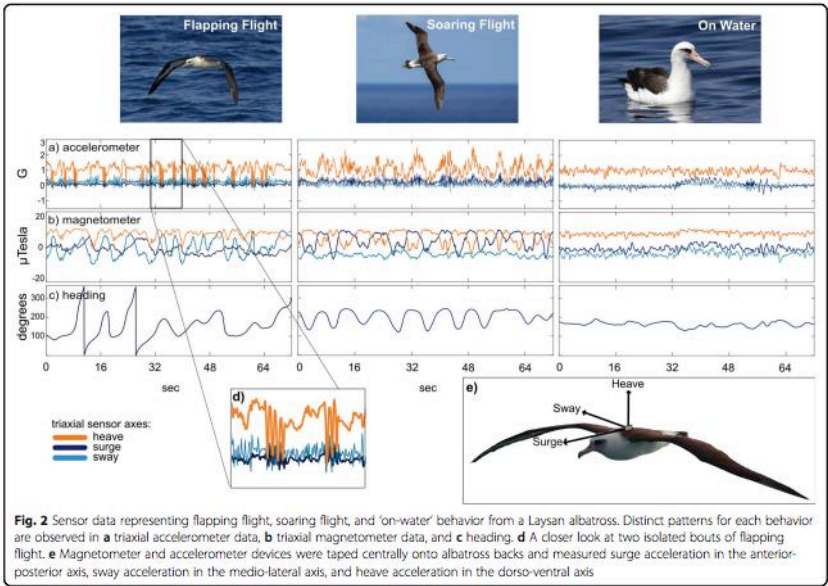 Flapping Flight
Soaring Flight
On Water
a) accelerometer
G
3
2
1
0
-1
b) magnetometer
µTesla
20
0
-20
c) heading
degrees
300
200
100
0 16 32 48 64
0 16 32 48 64
0 16 32 48 64
sec
sec
sec
d)
e)
Heave
Sway
Surge
triaxial sensor axes:
heave
surge
sway
Fig. 2 Sensor data representing flapping flight, soaring flight, and 'on-water' behavior from a Laysan albatross. Distinct patterns for each behavior
are observed in a triaxial accelerometer data, b triaxial magnetometer data, and c heading. d A closer look at two isolated bouts of flapping
flight. e Magnetometer and accelerometer devices were taped centrally onto albatross backs and measured surge acceleration in the anterior-
posterior axis, sway acceleration in the medio-lateral axis, and heave acceleration in the dorso-ventral axis